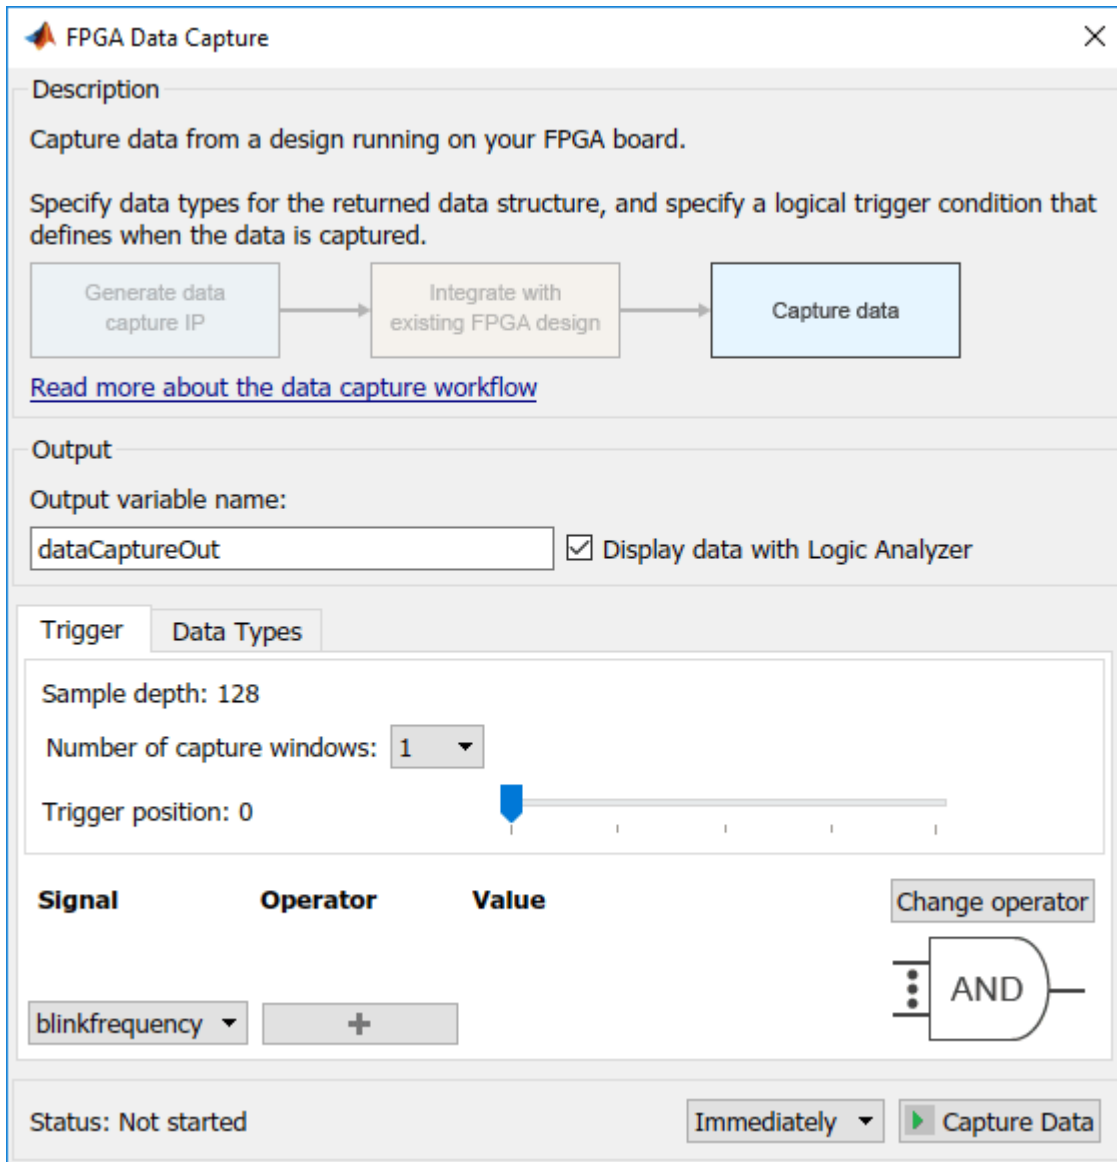 FPGA Data Capture
Description
Capture data from a design running on your FPGA board.
Specify data types for the returned data structure, and specify a logical trigger condition that
defines when the data is captured.
Generate data
capture IP
Integrate with
existing FPGA design
Capture data
Read more about the data capture workflow
Output
Output variable name:
dataCaptureOut
Display data with Logic Analyzer
Trigger
Data Types
Sample depth: 128
Number of capture windows: 1
Trigger position: 0
Signal
Operator
Value
Change operator
AND
blinkfrequency
+
Status: Not started
Immediately
Capture Data